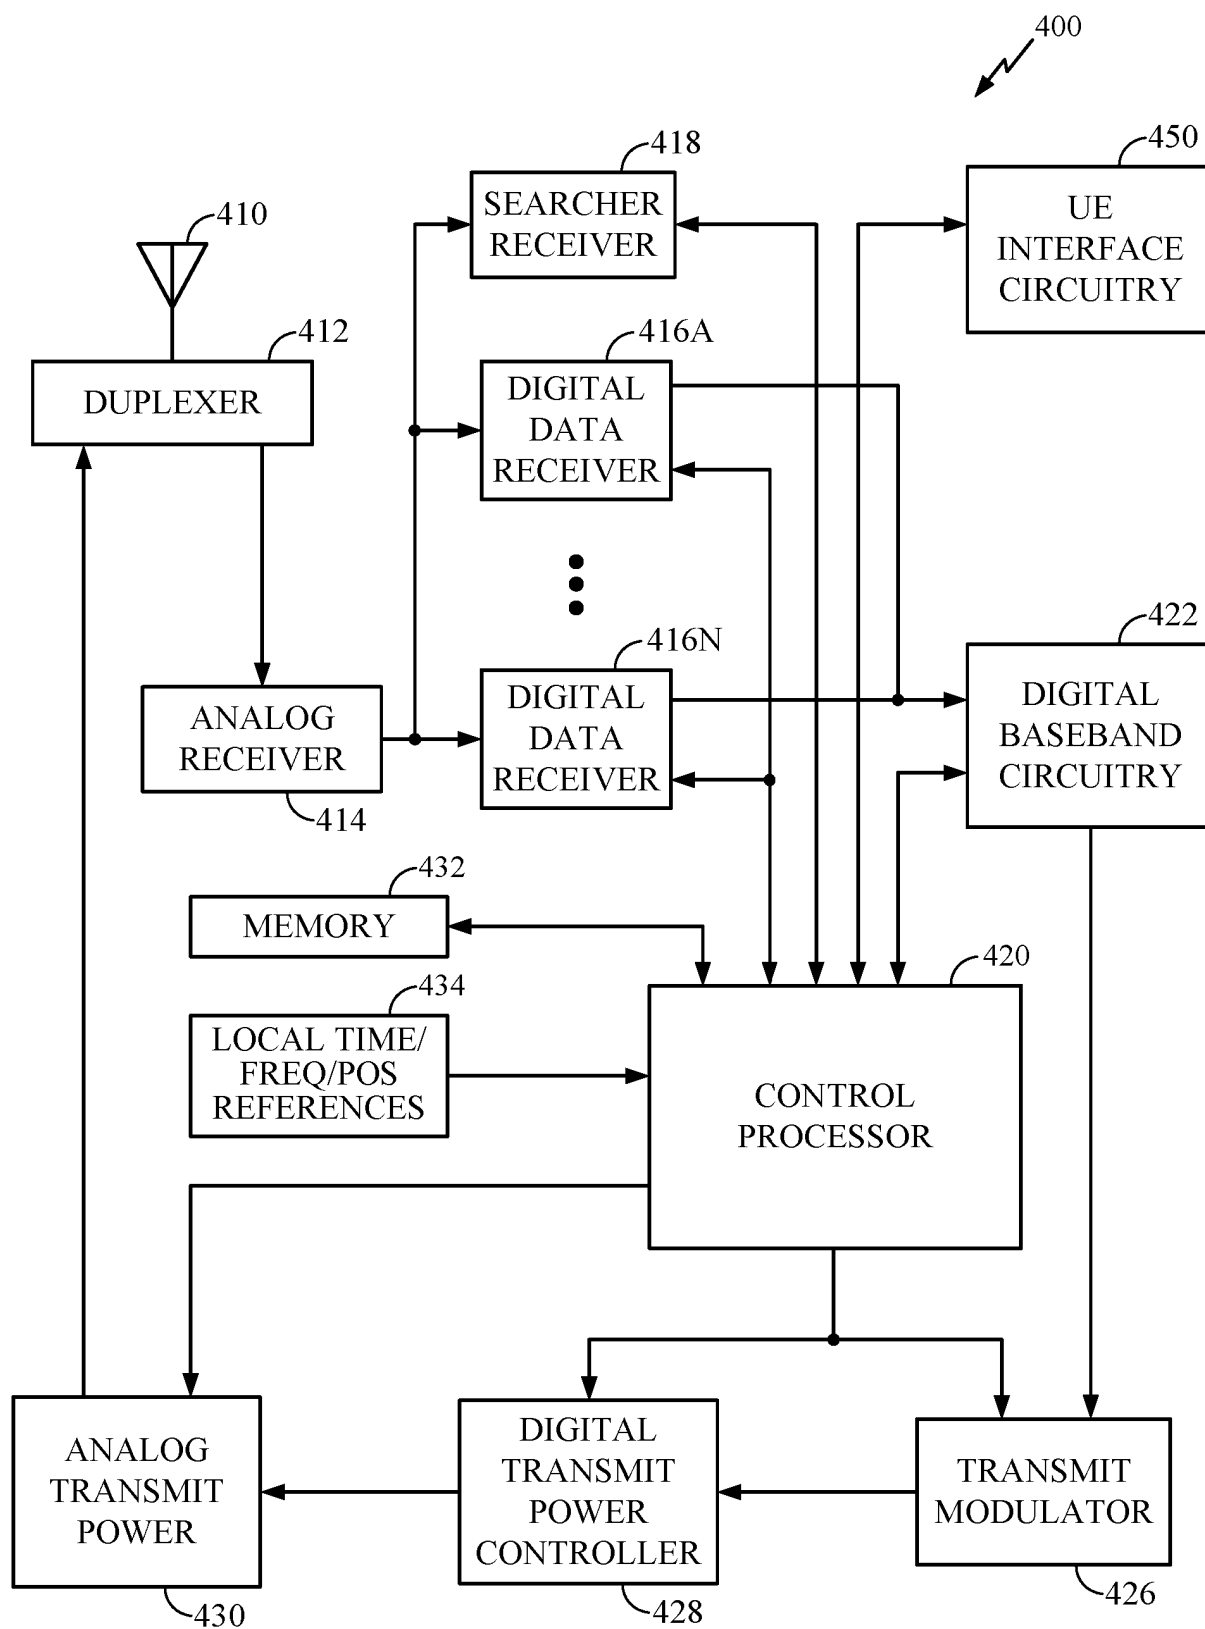 400
418
SEARCHER
RECEIVER
450
UE
INTERFACE
CIRCUITRY
410
412
DUPLEXER
416A
DIGITAL
DATA
RECEIVER
416N
DIGITAL
DATA
RECEIVER
422
DIGITAL
BASEBAND
CIRCUITRY
ANALOG
RECEIVER
414
432
MEMORY
434
LOCAL TIME/
FREQ/POS
REFERENCES
420
CONTROL
PROCESSOR
ANALOG
TRANSMIT
POWER
430
DIGITAL
TRANSMIT
POWER
CONTROLLER
428
TRANSMIT
MODULATOR
426